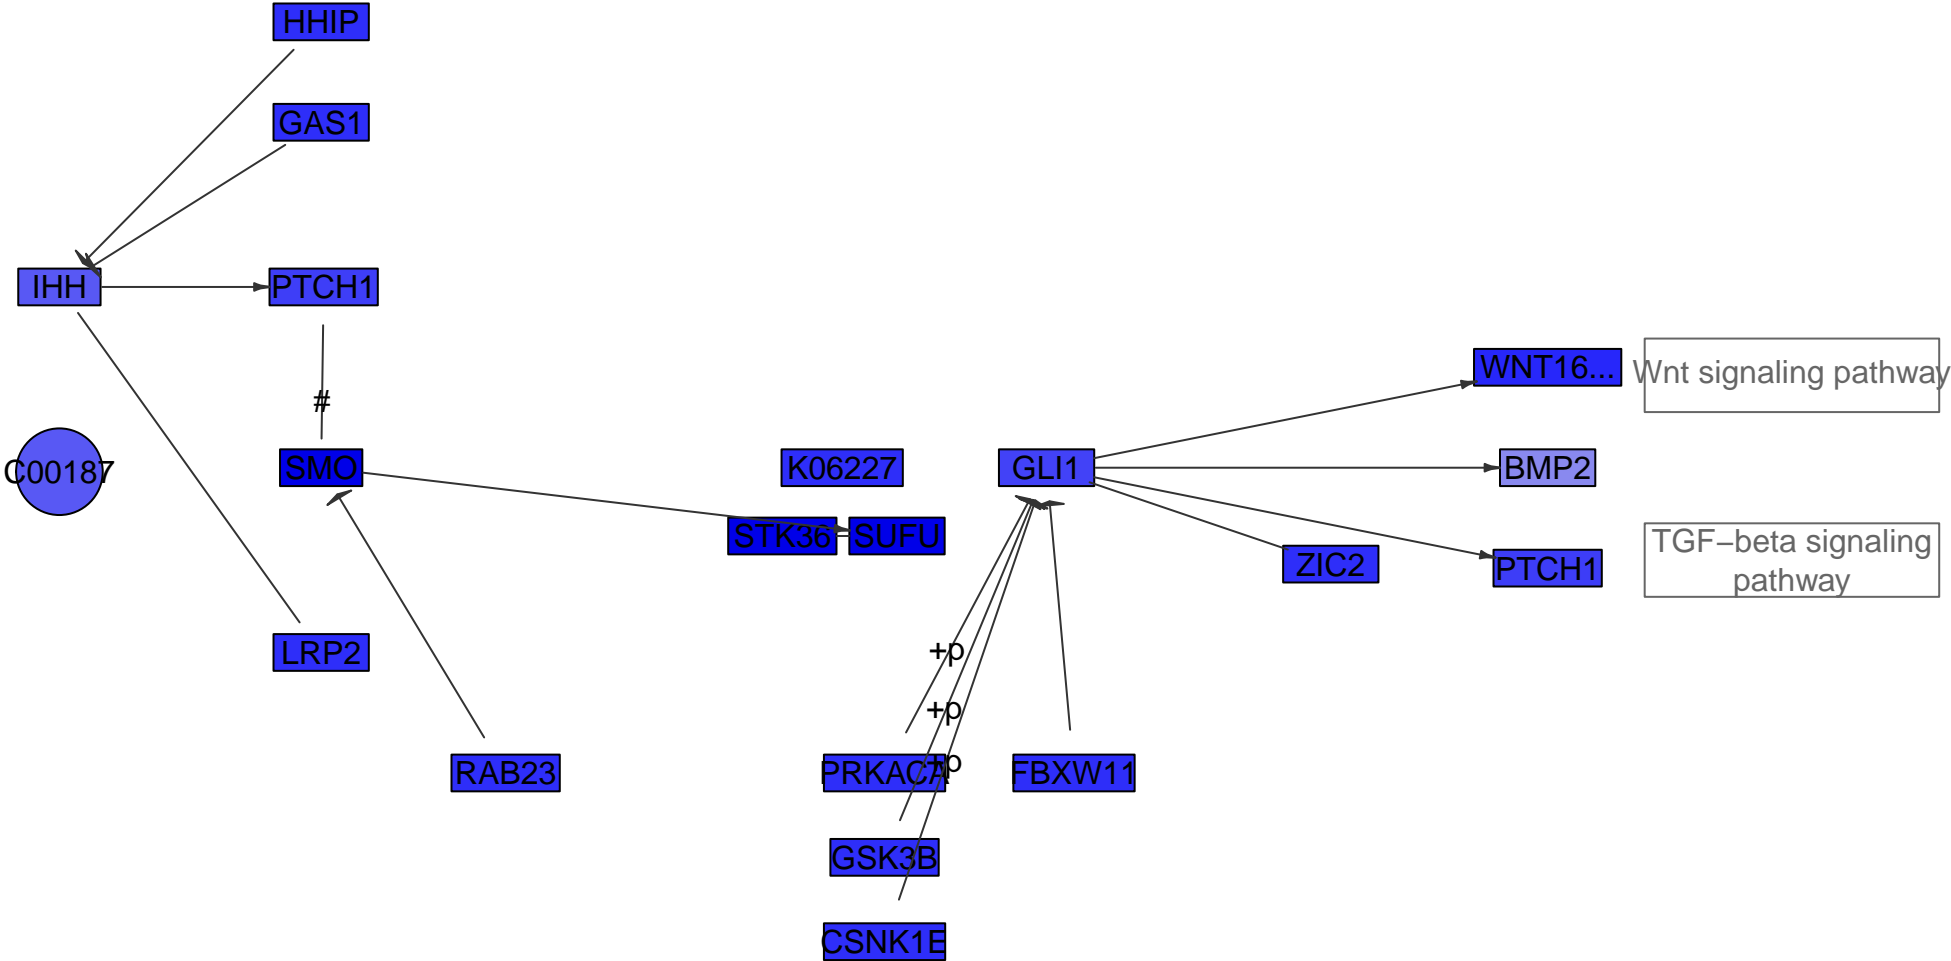 HHIP
GAS1
IHH
PTCH1
WNT16...
Wnt signaling pathway
#
C00187
SMO
K06227
GLI1
BMP2
STK36
SUFU
TGF−beta signaling
pathway
ZIC2
PTCH1
LRP2
+p
+p
+p
RAB23
PRKACA
FBXW11
GSK3B
CSNK1E